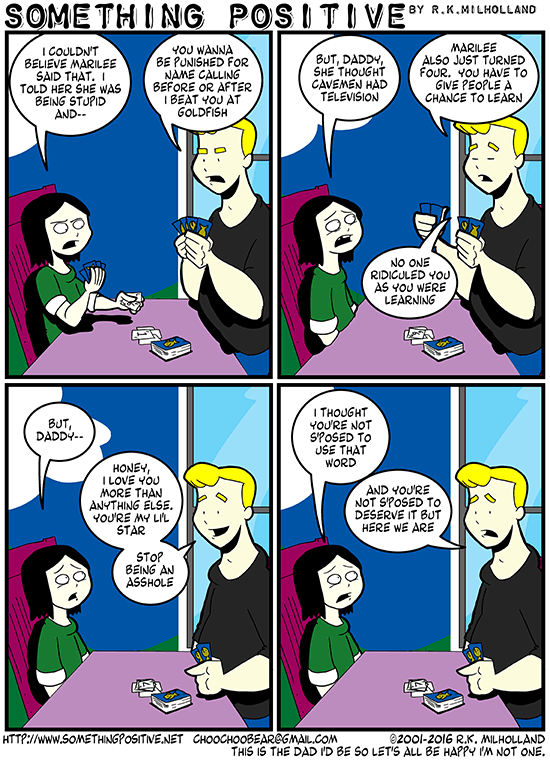 SOMETHING POSITIVE BY R.K.MILHOLLAND
I COULDN'T
BELIEVE MARILEE
SAID THAT. I
TOLD HER SHE WAS
BEING STUPID
AND--
YOU WANNA
BE PUNISHED FOR
NAME CALLING
BEFORE OR AFTER
I BEAT YOU AT
GOLDFISH
BUT, DADDY,
SHE THOUGHT
CAVEMEN HAD
TELEVISION
MARILEE
ALSO JUST TURNED
FOUR. YOU HAVE TO
GIVE PEOPLE A
CHANCE TO LEARN
NO ONE
RIDICULED YOU
AS YOU WERE
LEARNING
BUT,
DADDY--
HONEY,
I LOVE YOU
MORE THAN
ANYTHING ELSE.
YOU'RE MY LI'L
STAR
STOP
BEING AN
ASSHOLE
I THOUGHT
YOU'RE NOT
S'POSED TO
USE THAT
WORD
AND YOU'RE
NOT S'POSED TO
DESERVE IT BUT
HERE WE ARE
HTTP://WWW.SOMETHINGPOSITIVE.NET CHOOCHOOBEAR@GMAIL.COM ©2001-2016 R.K. MILHOLLAND
THIS IS THE DAD I'D BE SO LET'S ALL BE HAPPY I'M NOT ONE.